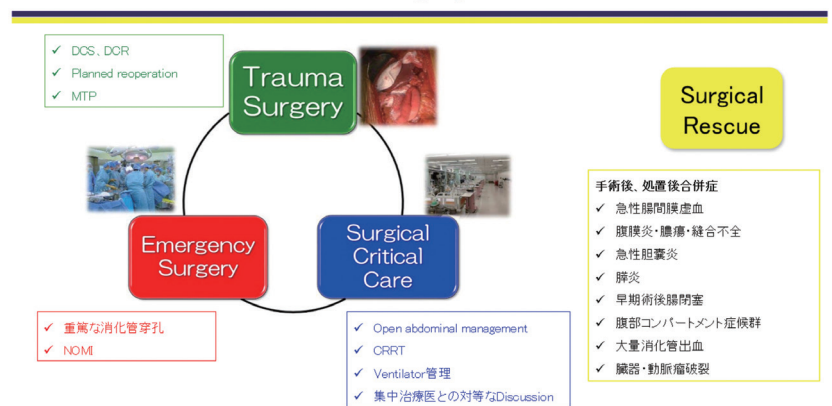 DCS、DCR
Planned reoperation
MTP
Trauma
Surgery
Emergency
Surgery
Surgical
Critical
Care
重篤な消化管穿孔
NOMI
Open abdominal management
CRRT
Ventilator管理
集中治療医との対等なDiscussion
Surgical
Rescue
手術後、処置後合併症
急性腸間膜虚血
腹膜炎・膿瘍・縫合不全
急性胆嚢炎
膵炎
早期術後腸閉塞
腹部コンパートメント症候群
大量消化管出血
臓器・動脈瘤破裂